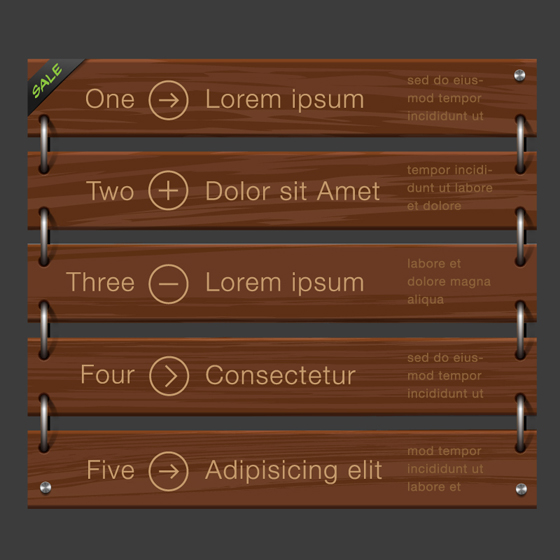 SALE
One Lorem ipsum
sed do eius-
mod tempor
incididunt ut
Two Dolor sit Amet
tempor incidi-
dunt ut labore
et dolore
Three Lorem ipsum
labore et
dolore magna
aliqua
Four Consectetur
sed do eius-
mod tempor
incididunt ut
Five Adipisicing elit
mod tempor
incididunt ut
labore et